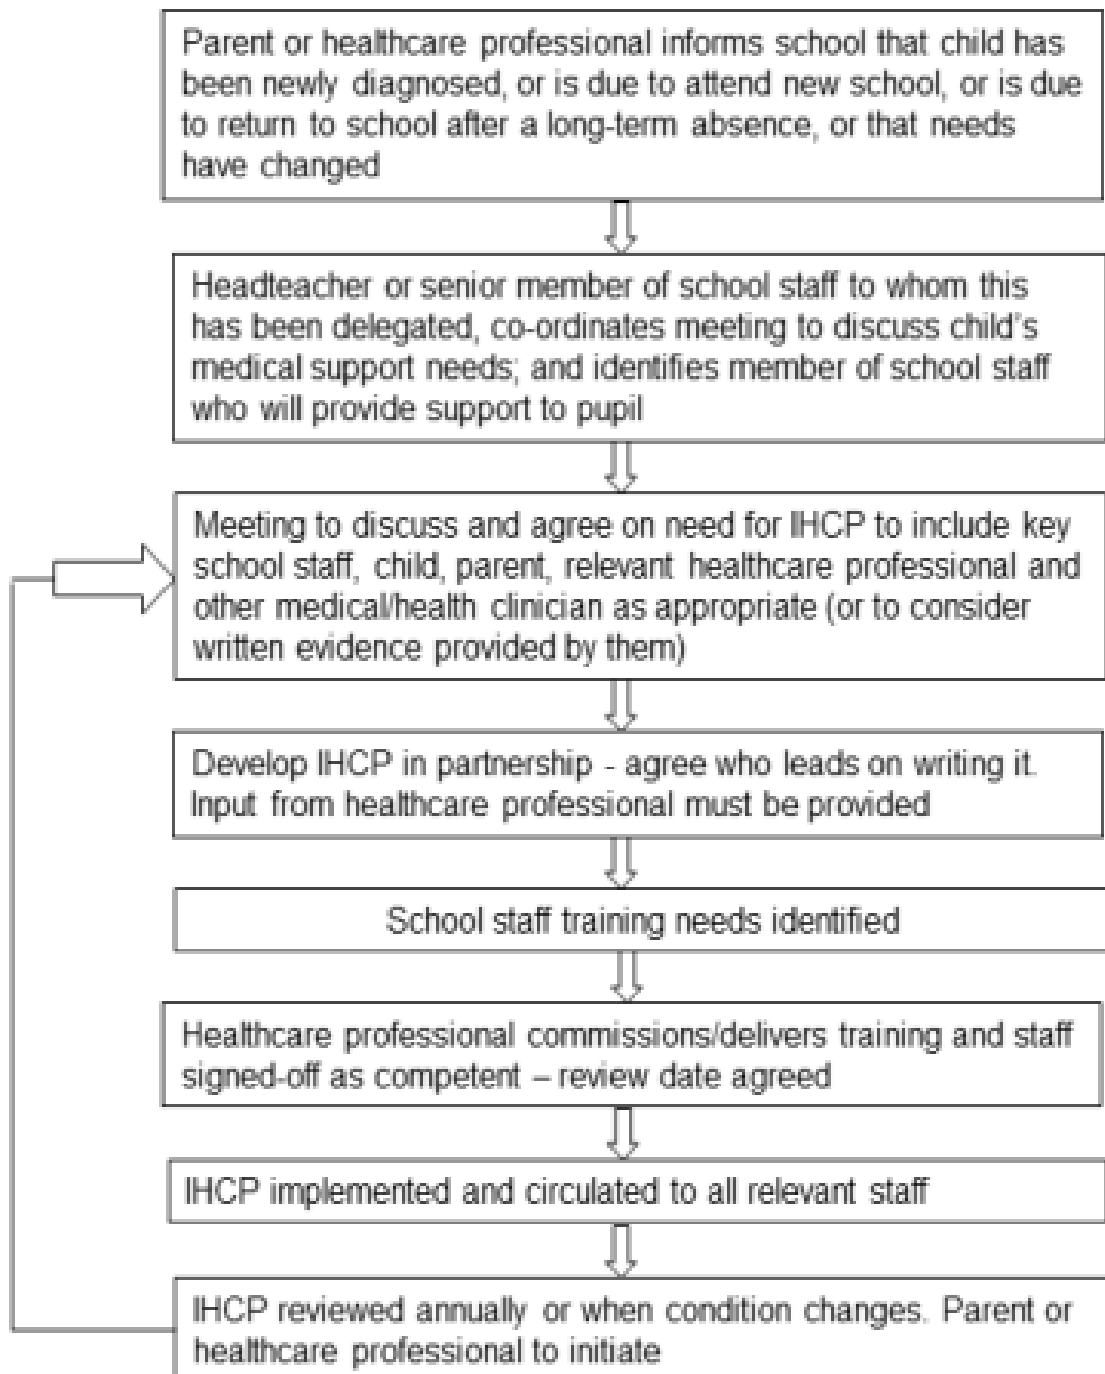 Parent or healthcare professional informs school that child has
been newly diagnosed, or is due to attend new school, or is due
to return to school after a long-term absence, or that needs
have changed
Headteacher or senior member of school staff to whom this
has been delegated, co-ordinates meeting to discuss child's
medical support needs; and identifies member of school staff
who will provide support to pupil
Meeting to discuss and agree on need for IHCP to include key
school staff, child, parent, relevant healthcare professional and
other medical/health clinician as appropriate (or to consider
written evidence provided by them)
Develop IHCP in partnership - agree who leads on writing it.
Input from healthcare professional must be provided
School staff training needs identified
Healthcare professional commissions/delivers training and staff
signed-off as competent – review date agreed
IHCP implemented and circulated to all relevant staff
IHCP reviewed annually or when condition changes. Parent or
healthcare professional to initiate